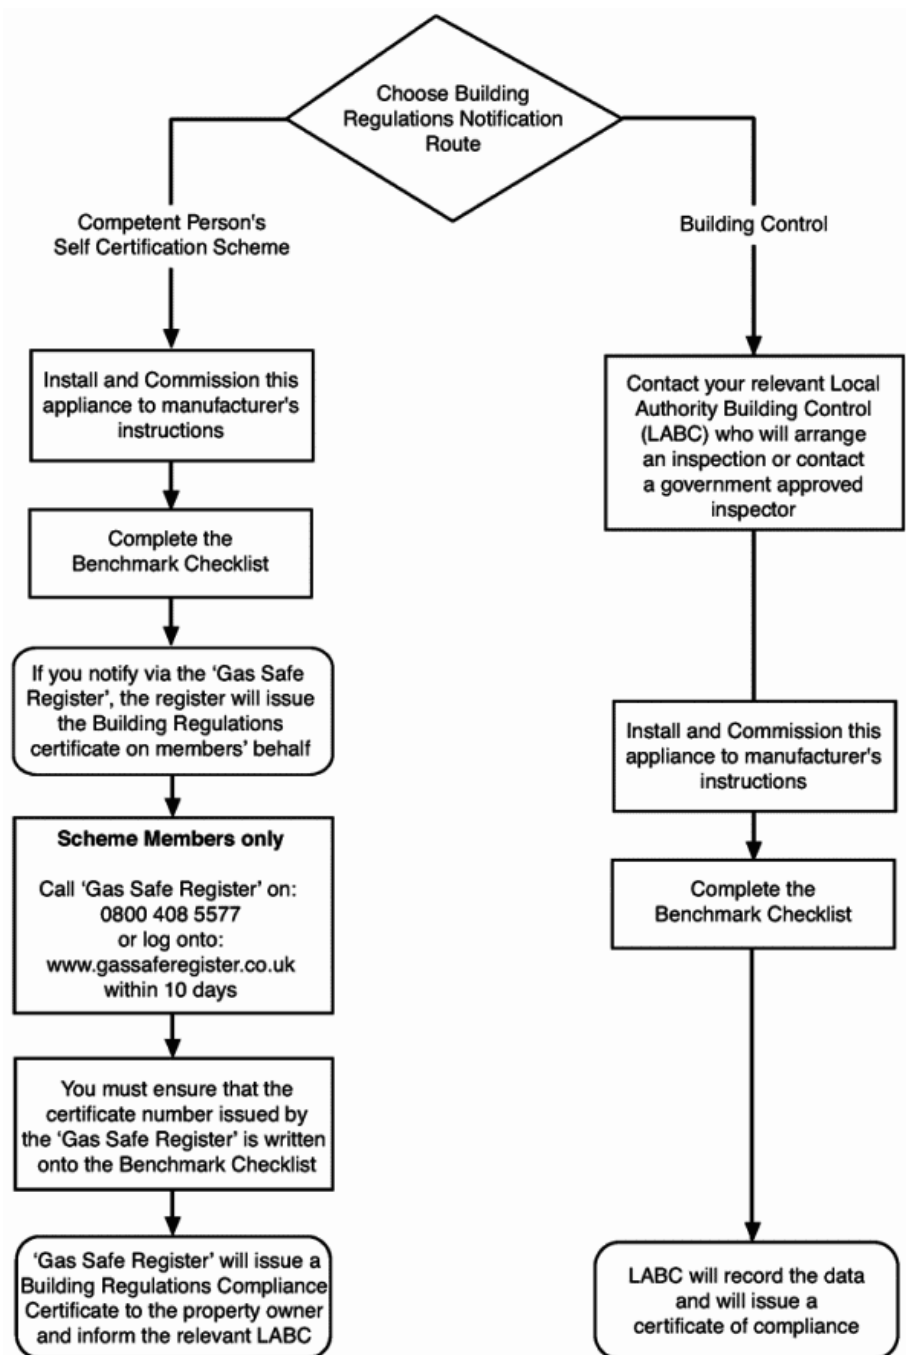 Choose Building
Regulations Notification
Route
Competent Person's
Self Certification Scheme
Building Control
Install and Commission this
appliance to manufacturer's
instructions
Complete the
Benchmark Checklist
If you notify via the ‘Gas Safe
Register’, the register will issue
the Building Regulations
certificate on members’ behalf
Scheme Members only
Call ‘Gas Safe Register’ on:
0800 408 5577
or log onto:
www.gassaferegister.co.uk
within 10 days
You must ensure that the
certificate number issued by
the ‘Gas Safe Register’ is written
onto the Benchmark Checklist
‘Gas Safe Register’ will issue a
Building Regulations Compliance
Certificate to the property owner
and inform the relevant LABC
Contact your relevant Local
Authority Building Control
(LABC) who will arrange
an inspection or contact
a government approved
inspector
Install and Commission this
appliance to manufacturer's
instructions
Complete the
Benchmark Checklist
LABC will record the data
and will issue a
certificate of compliance